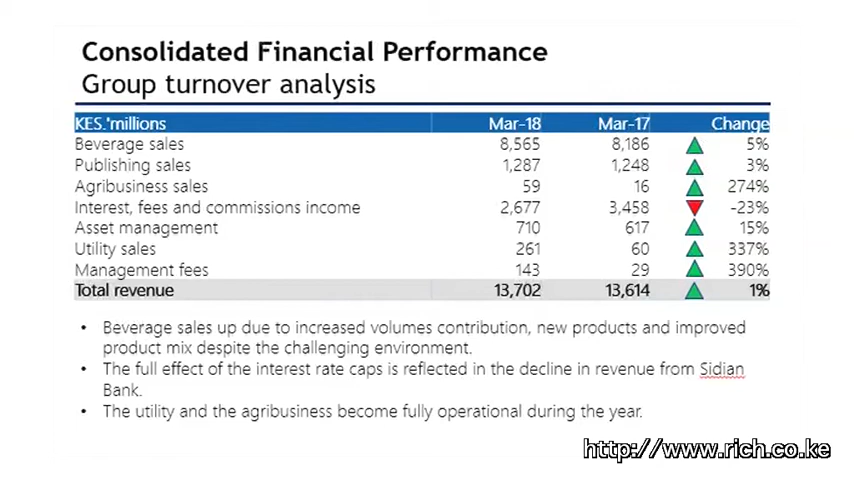 Consolidated Financial Performance
Group turnover analysis
KES.'millions Mar-18 Mar-17 Change
Beverage sales 8,565 8,186 5%
Publishing sales 1,287 1,248 3%
Agribusiness sales 59 16 274%
Interest, fees and commissions income 2,677 3,458 -23%
Asset management 710 617 15%
Utility sales 261 60 337%
Management fees 143 29 390%
Total revenue 13,702 13,614 1%
• Beverage sales up due to increased volumes contribution, new products and improved
product mix despite the challenging environment.
• The full effect of the interest rate caps is reflected in the decline in revenue from Sidian
Bank.
• The utility and the agribusiness become fully operational during the year.
http://www.rich.co.ke